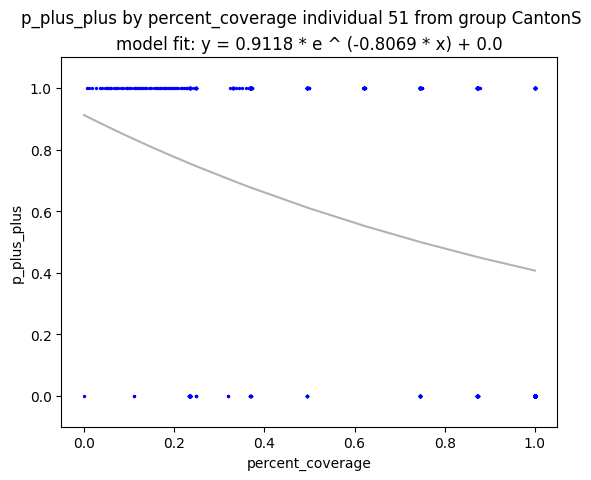 p_plus_plus by percent_coverage individual 51 from group CantonS
model fit: y = 0.9118 * e ^ (-0.8069 * x) + 0.0
1.0
0.8
0.6
0.4
0.2
0.0
p_plus_plus
0.0 0.2 0.4 0.6 0.8 1.0
percent_coverage